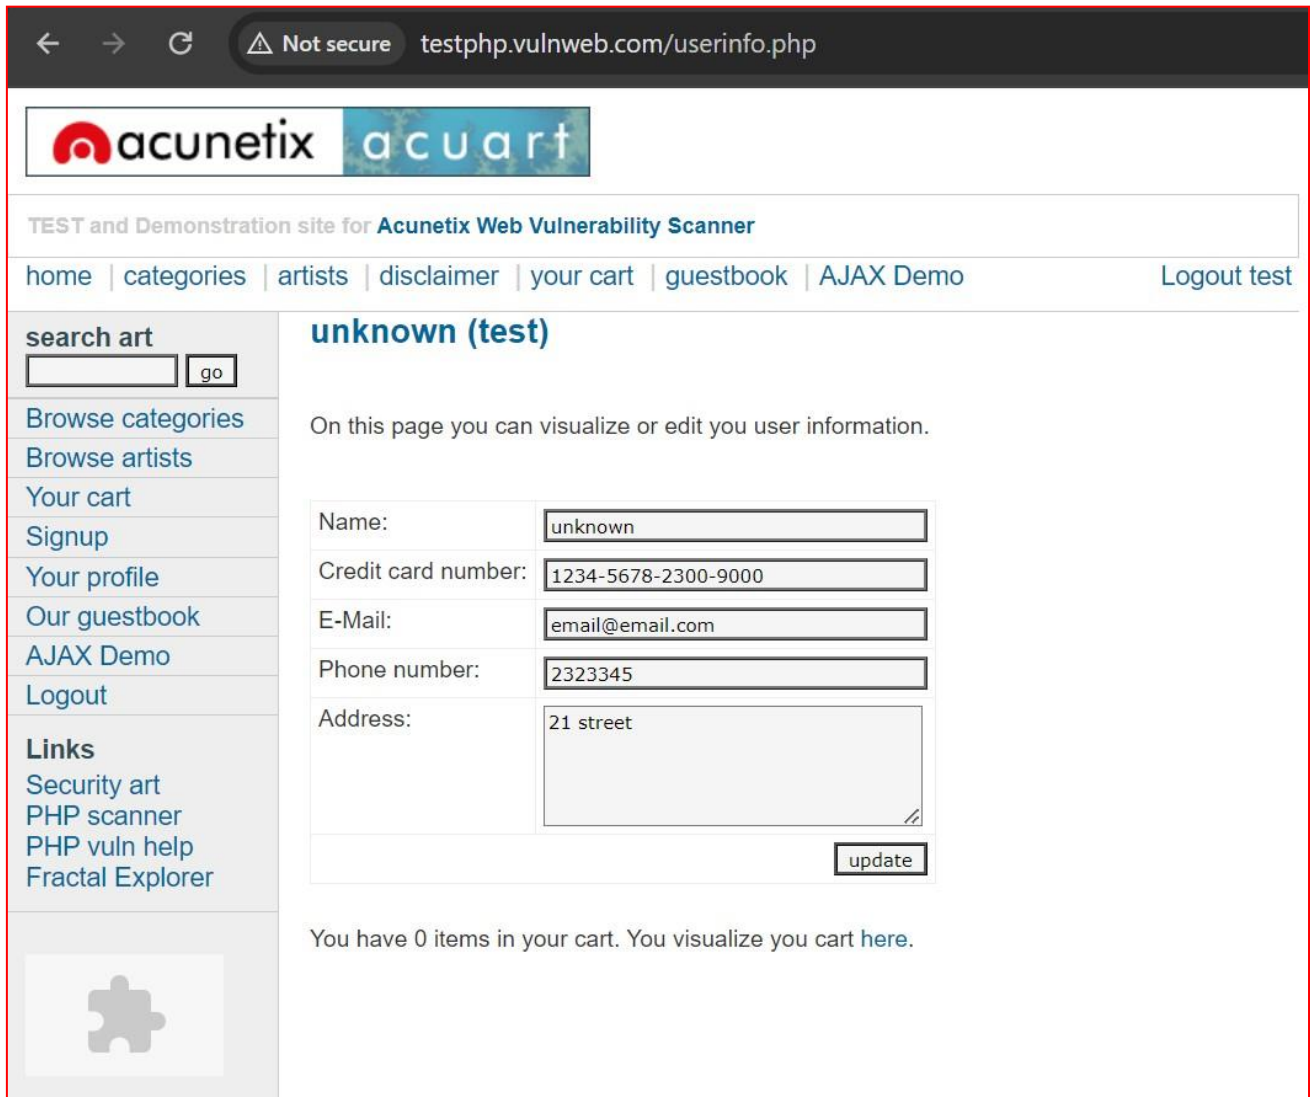 Not secure testphp.vulnweb.com/userinfo.php
acunetix acuart
TEST and Demonstration site for Acunetix Web Vulnerability Scanner
home | categories | artists | disclaimer | your cart | guestbook | AJAX Demo Logout test
search art
go
Browse categories
Browse artists
Your cart
Signup
Your profile
Our guestbook
AJAX Demo
Logout
Links
Security art
PHP scanner
PHP vuln help
Fractal Explorer
unknown (test)
On this page you can visualize or edit you user information.
Name: unknown
Credit card number: 1234-5678-2300-9000
E-Mail: email@email.com
Phone number: 2323345
Address: 21 street
update
You have 0 items in your cart. You visualize you cart here.